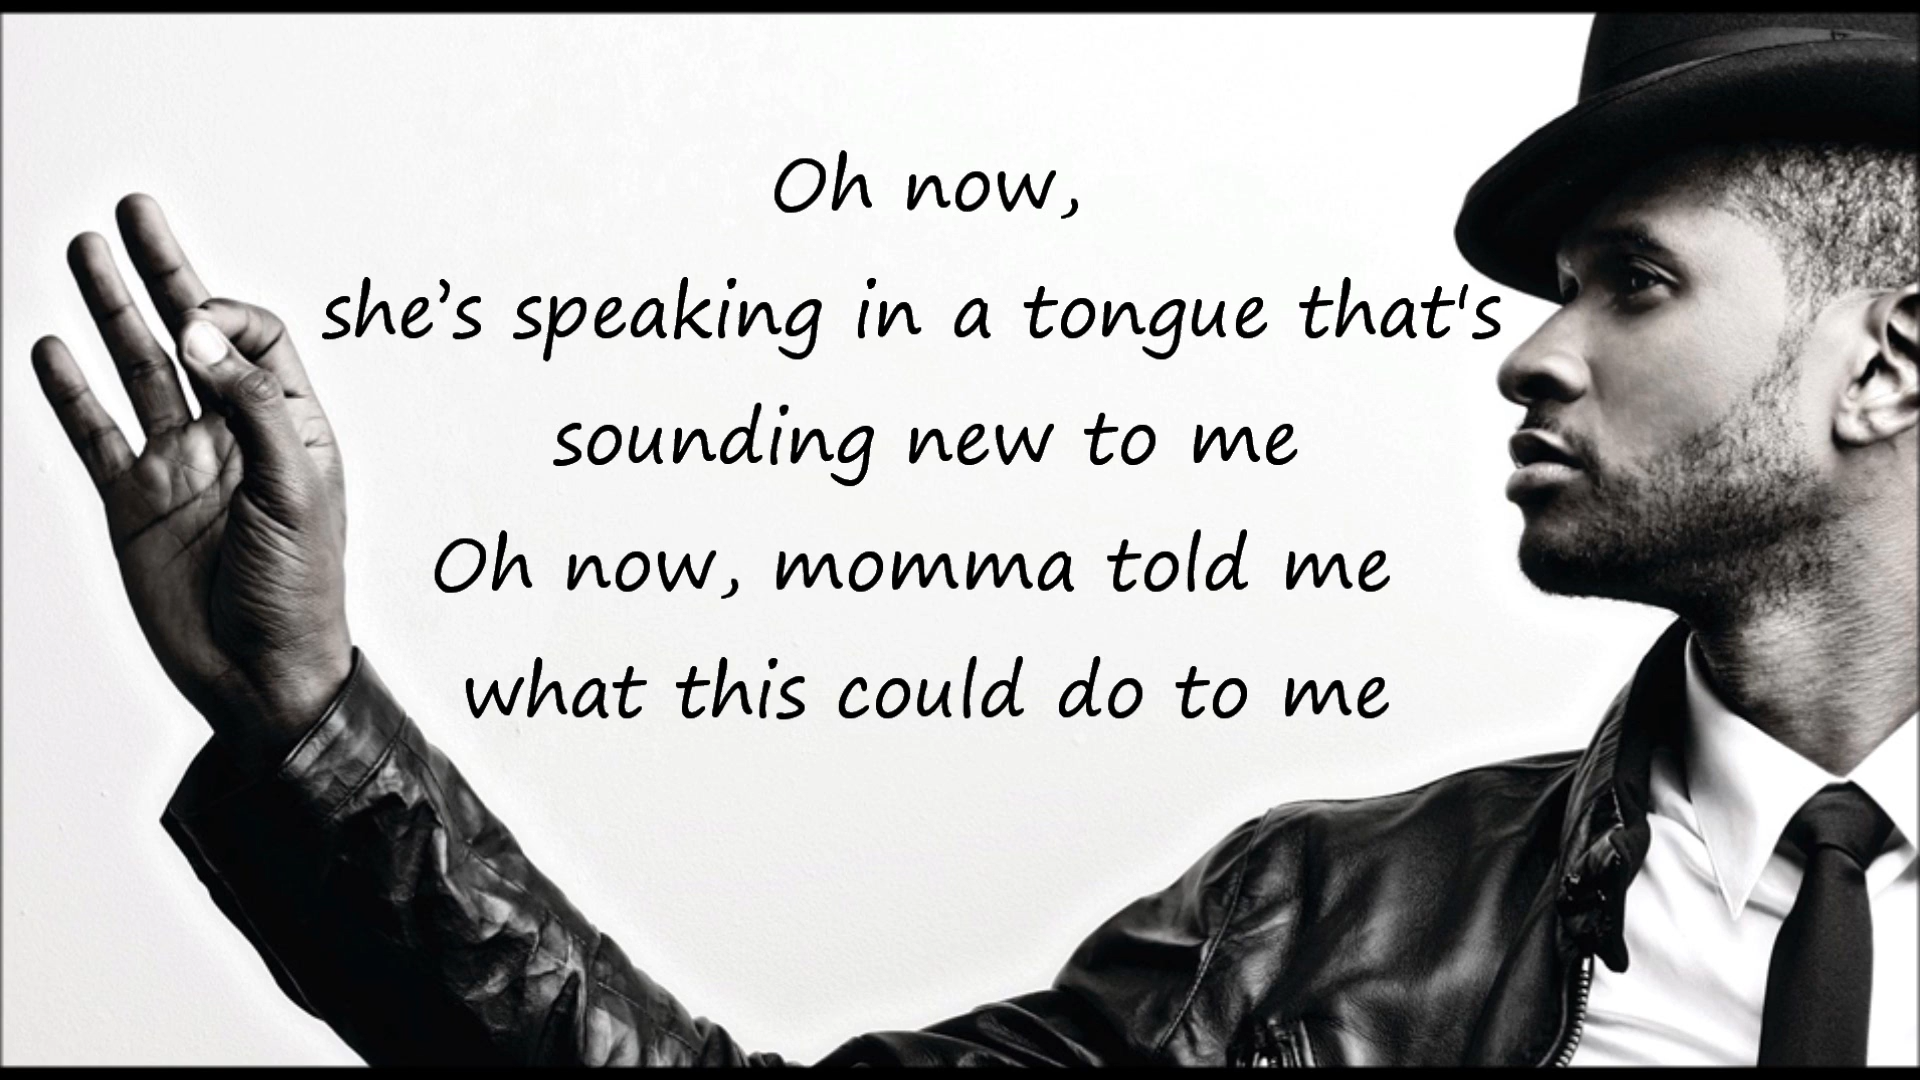 Oh now,
she’s speaking in a tongue that's
sounding new to me
Oh now, momma told me
what this could do to me